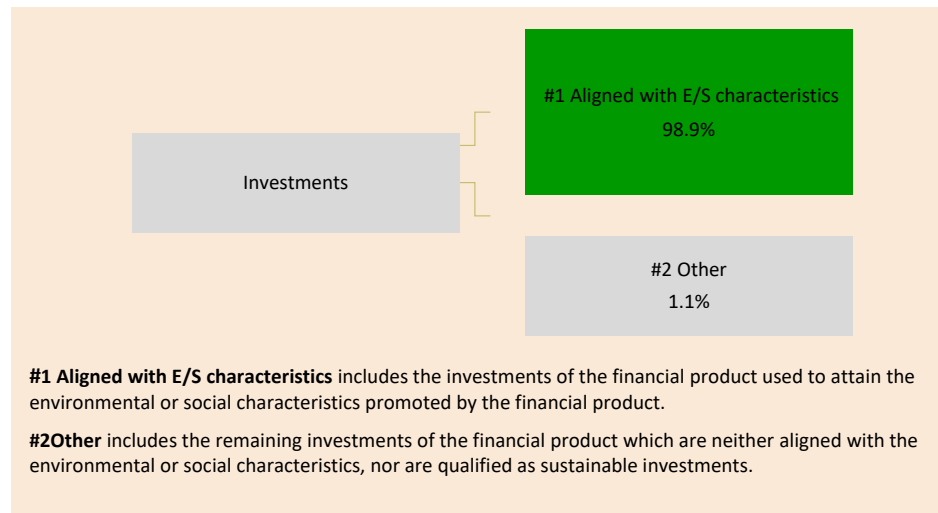 #1 Aligned with E/S characteristics
98.9%
Investments
#2 Other
1.1%
#1 Aligned with E/S characteristics includes the investments of the financial product used to attain the
environmental or social characteristics promoted by the financial product.
#2Other includes the remaining investments of the financial product which are neither aligned with the
environmental or social characteristics, nor are qualified as sustainable investments.